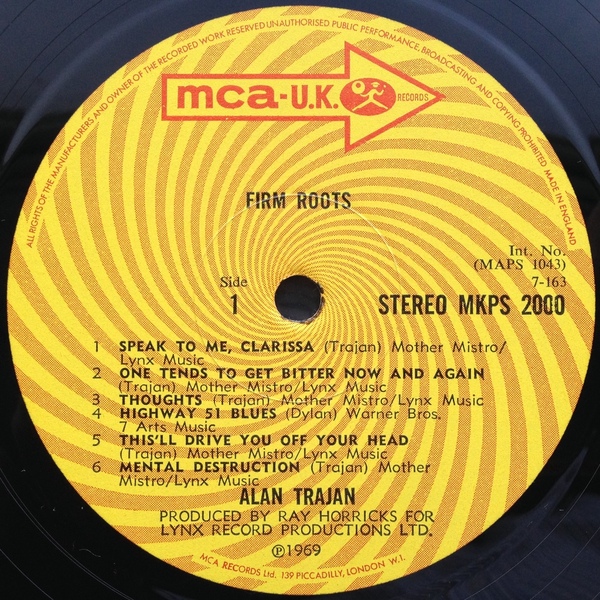 ALL RIGHTS OF THE MANUFACTURERS AND OWNER OF THE RECORDED WORK RESERVED UNAUTHORISED PUBLIC PERFORMANCE, BROADCASTING AND COPYING PROHIBITED MADE IN ENGLAND
mca-U.K. RECORDS
FIRM ROOTS
Int. No.
(MAPS 1043)
Side
7-163
1
STEREO MKPS 2000
1 SPEAK TO ME, CLARISSA (Trajan) Mother Mistro/
Lynx Music
2 ONE TENDS TO GET BITTER NOW AND AGAIN
(Trajan) Mother Mistro/Lynx Music
3 THOUGHTS (Trajan) Mother Mistro/Lynx Music
4 HIGHWAY 51 BLUES (Dylan) Warner Bros.
7 Arts Music
5 THIS'LL DRIVE YOU OFF YOUR HEAD
(Trajan) Mother Mistro/Lynx Music
6 MENTAL DESTRUCTION (Trajan) Mother
Mistro/Lynx Music
ALAN TRAJAN
PRODUCED BY RAY HORRICKS FOR
LYNX RECORD PRODUCTIONS LTD.
℗1969
MCA RECORDS Ltd. 139 PICCADILLY, LONDON W.1.